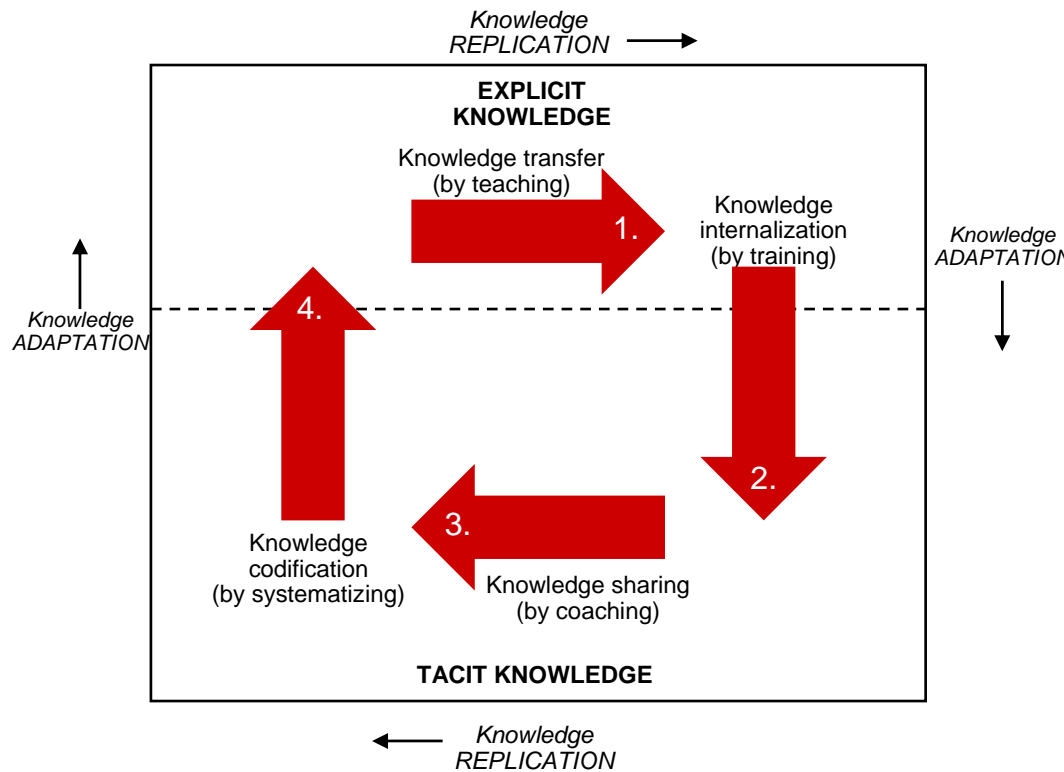 Knowledge
REPLICATION
EXPLICIT
KNOWLEDGE
Knowledge transfer
(by teaching)
1.
Knowledge
internalization
(by training)
Knowledge
ADAPTATION
4.
Knowledge
ADAPTATION
2.
3.
Knowledge
codification
(by systematizing)
Knowledge sharing
(by coaching)
TACIT KNOWLEDGE
Knowledge
REPLICATION